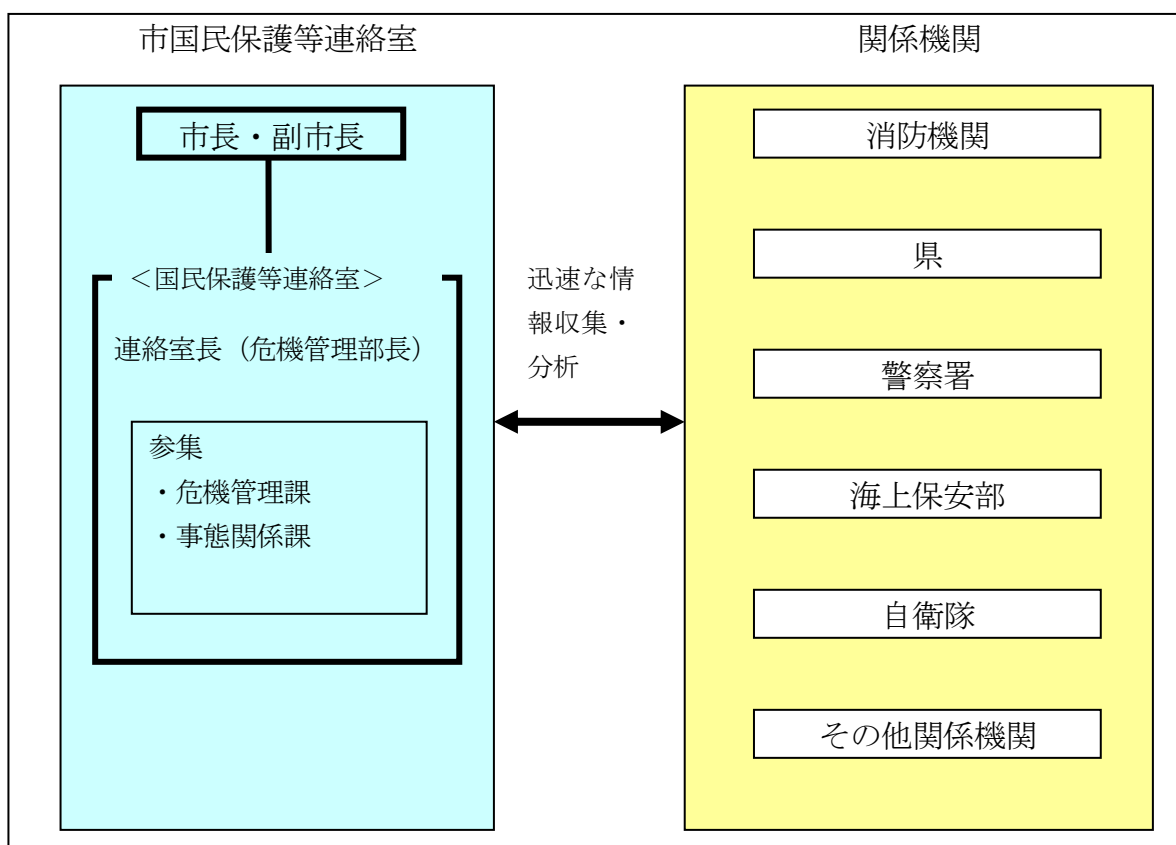 市国民保護等連絡室
市長・副市長
＜国民保護等連絡室＞
連絡室長（危機管理部長）
参集
・危機管理課
・事態関係課
迅速な情
報収集・
分析
関係機関
消防機関
県
警察署
海上保安部
自衛隊
その他関係機関